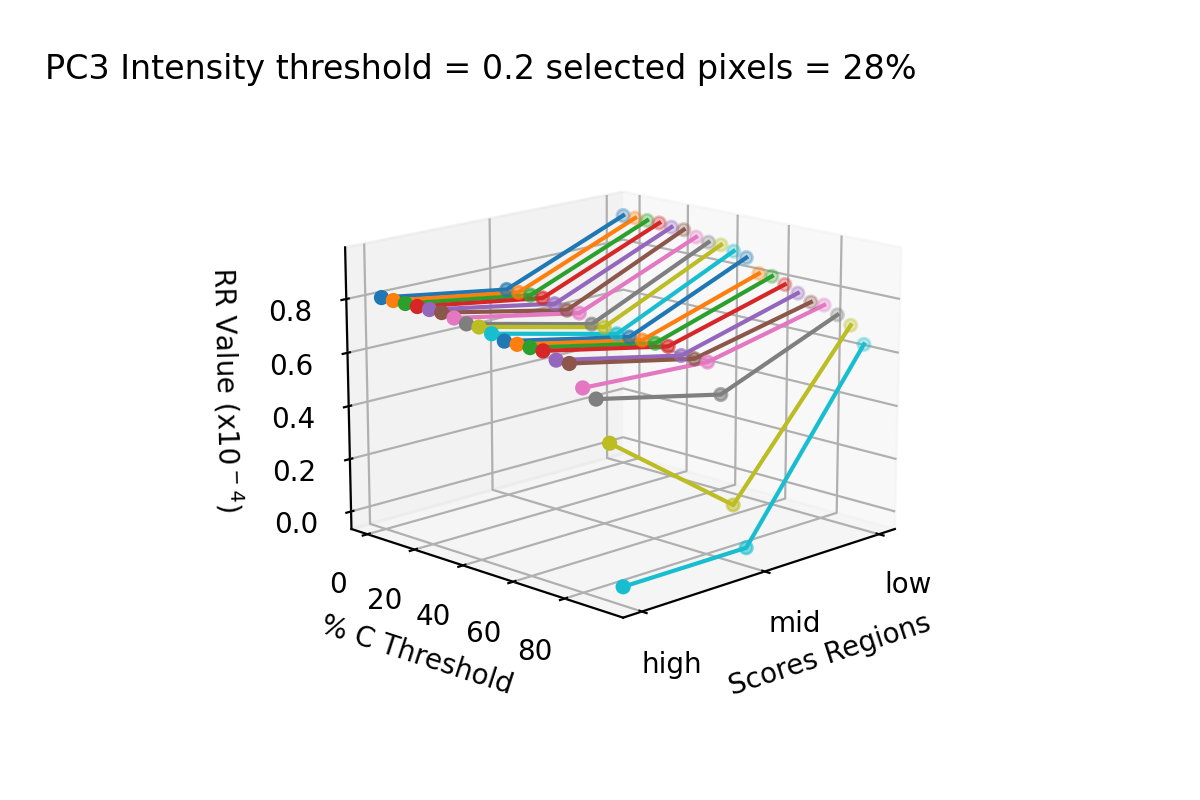 PC3 Intensity threshold = 0.2 selected pixels = 28%
RR Value (x10⁻⁴)
0.8
0.6
0.4
0.2
0.0
0
20
40
60
80
% C Threshold
high
mid
low
Scores Regions